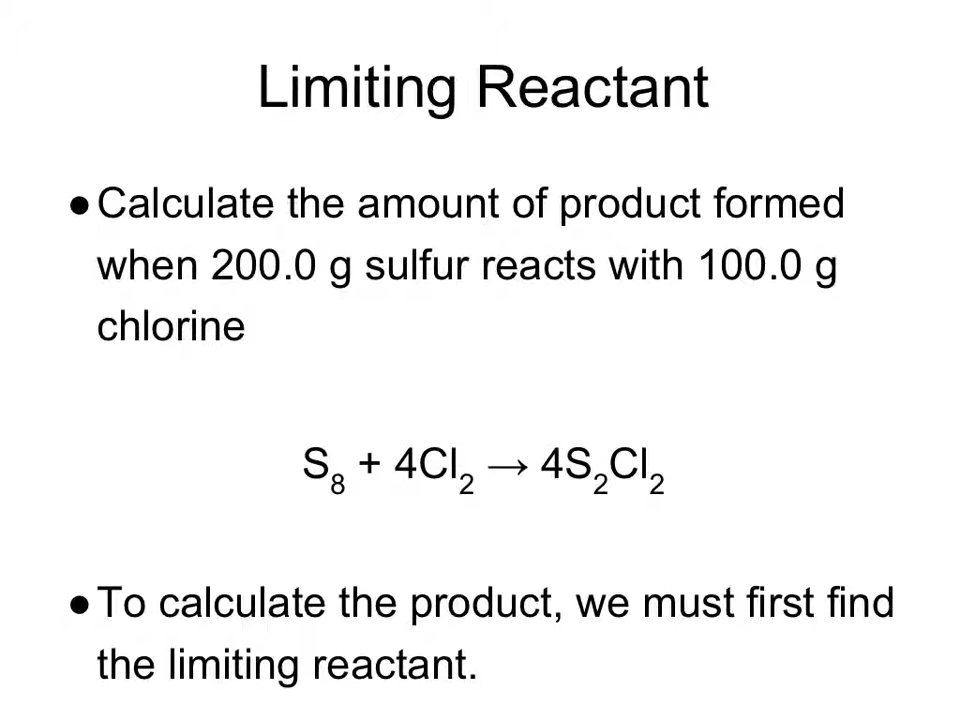 Limiting Reactant
●Calculate the amount of product formed
when 200.0 g sulfur reacts with 100.0 g
chlorine
S₈ + 4Cl₂ → 4S₂Cl₂
●To calculate the product, we must first find
the limiting reactant.